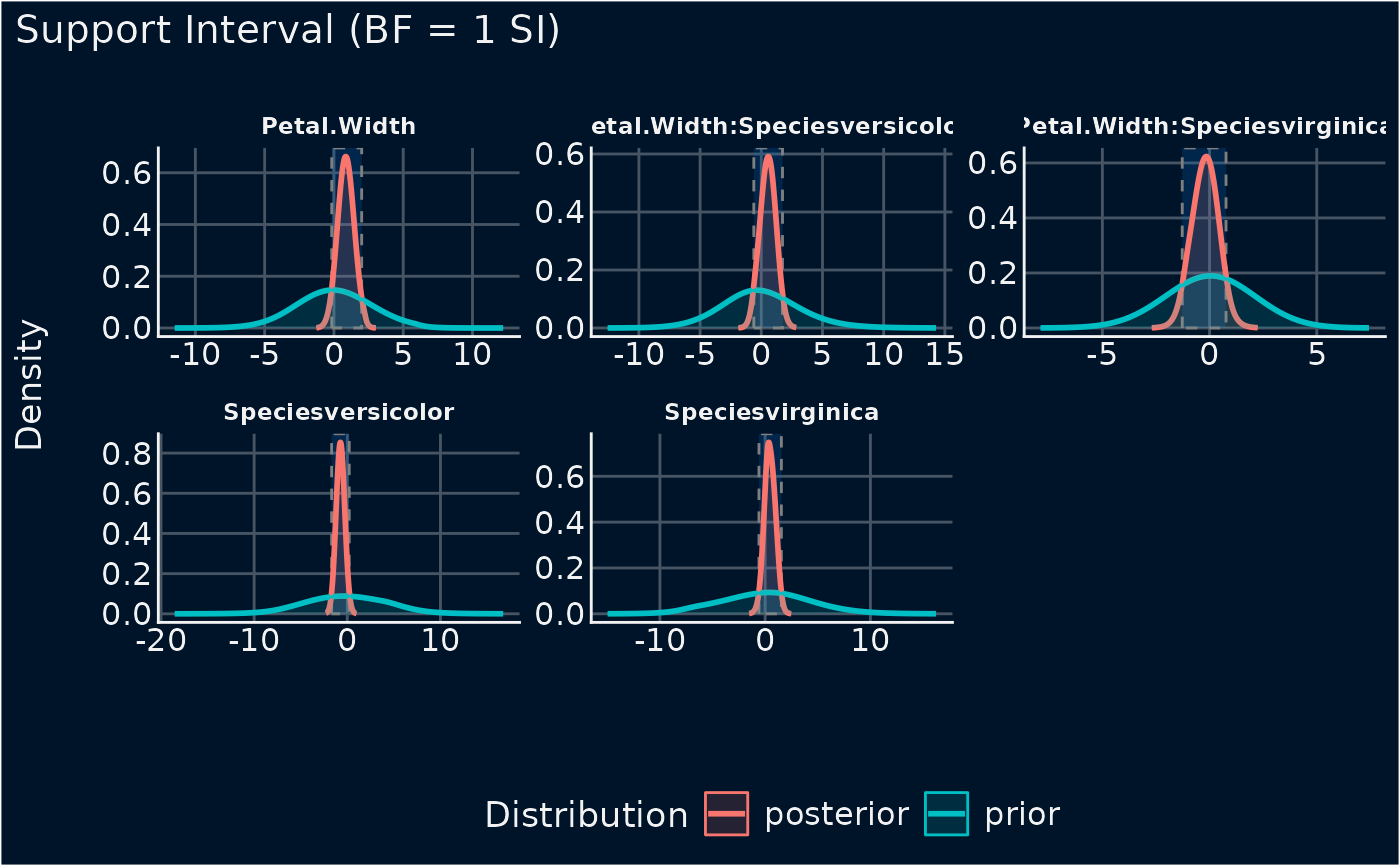 Support Interval (BF = 1 SI)
Petal.Width
etal.Width:Speciesversicolo
Petal.Width:Speciesvirginica
0.6
0.4
0.2
0.0
-10 -5 0 5 10
0.6
0.4
0.2
0.0
-10 -5 0 5 10 15
0.6
0.4
0.2
0.0
-5 0 5
Density
Speciesversicolor
Speciesvirginica
0.8
0.6
0.4
0.2
0.0
-20 -10 0 10
0.6
0.4
0.2
0.0
-10 0 10
Distribution posterior prior